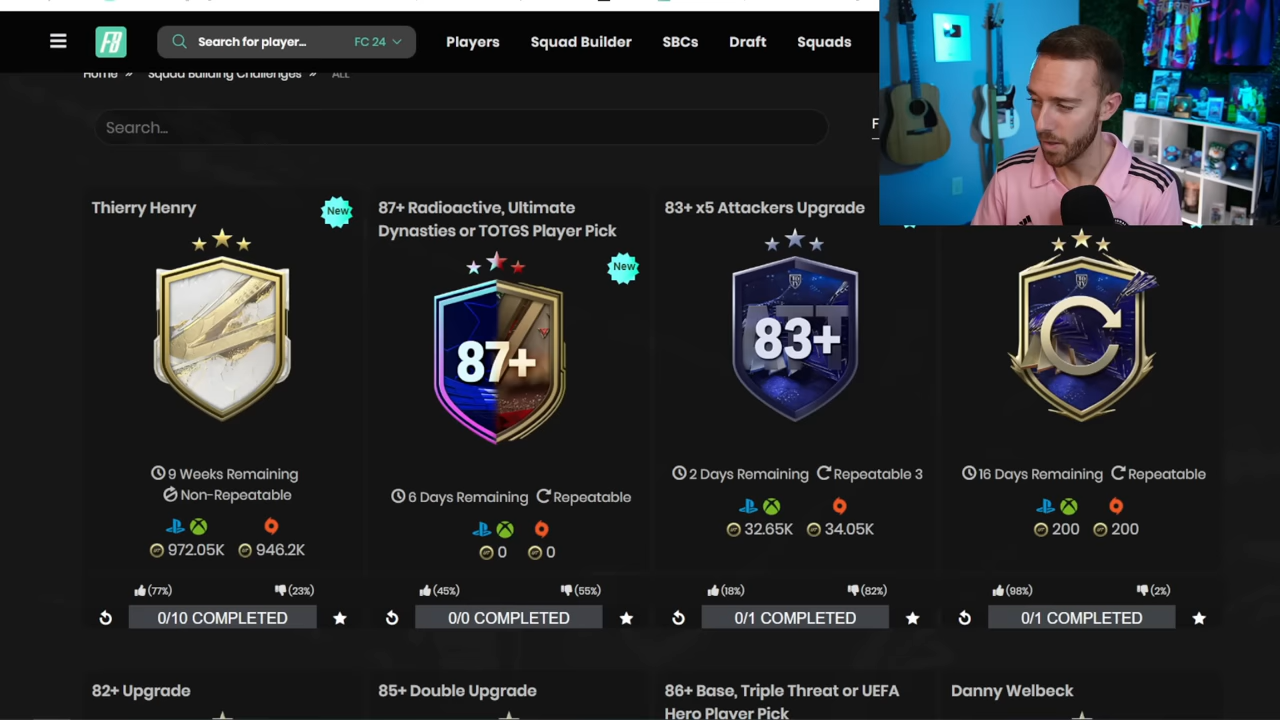 FB
Search for player...
FC 24
Players
Squad Builder
SBCs
Draft
Squads
Home » Squad Building Challenges » ALL
Search...
F
Thierry Henry
New
9 Weeks Remaining
Non-Repeatable
972.05K
946.2K
(77%)
(23%)
0/10 COMPLETED
87+ Radioactive, Ultimate
Dynasties or TOTGS Player Pick
New
87+
6 Days Remaining
Repeatable
0
0
(45%)
(55%)
0/0 COMPLETED
83+ x5 Attackers Upgrade
83+
2 Days Remaining
Repeatable 3
32.65K
34.05K
(18%)
(82%)
0/1 COMPLETED
16 Days Remaining
Repeatable
200
200
(98%)
(2%)
0/1 COMPLETED
82+ Upgrade
85+ Double Upgrade
86+ Base, Triple Threat or UEFA
Hero Player Pick
Danny Welbeck